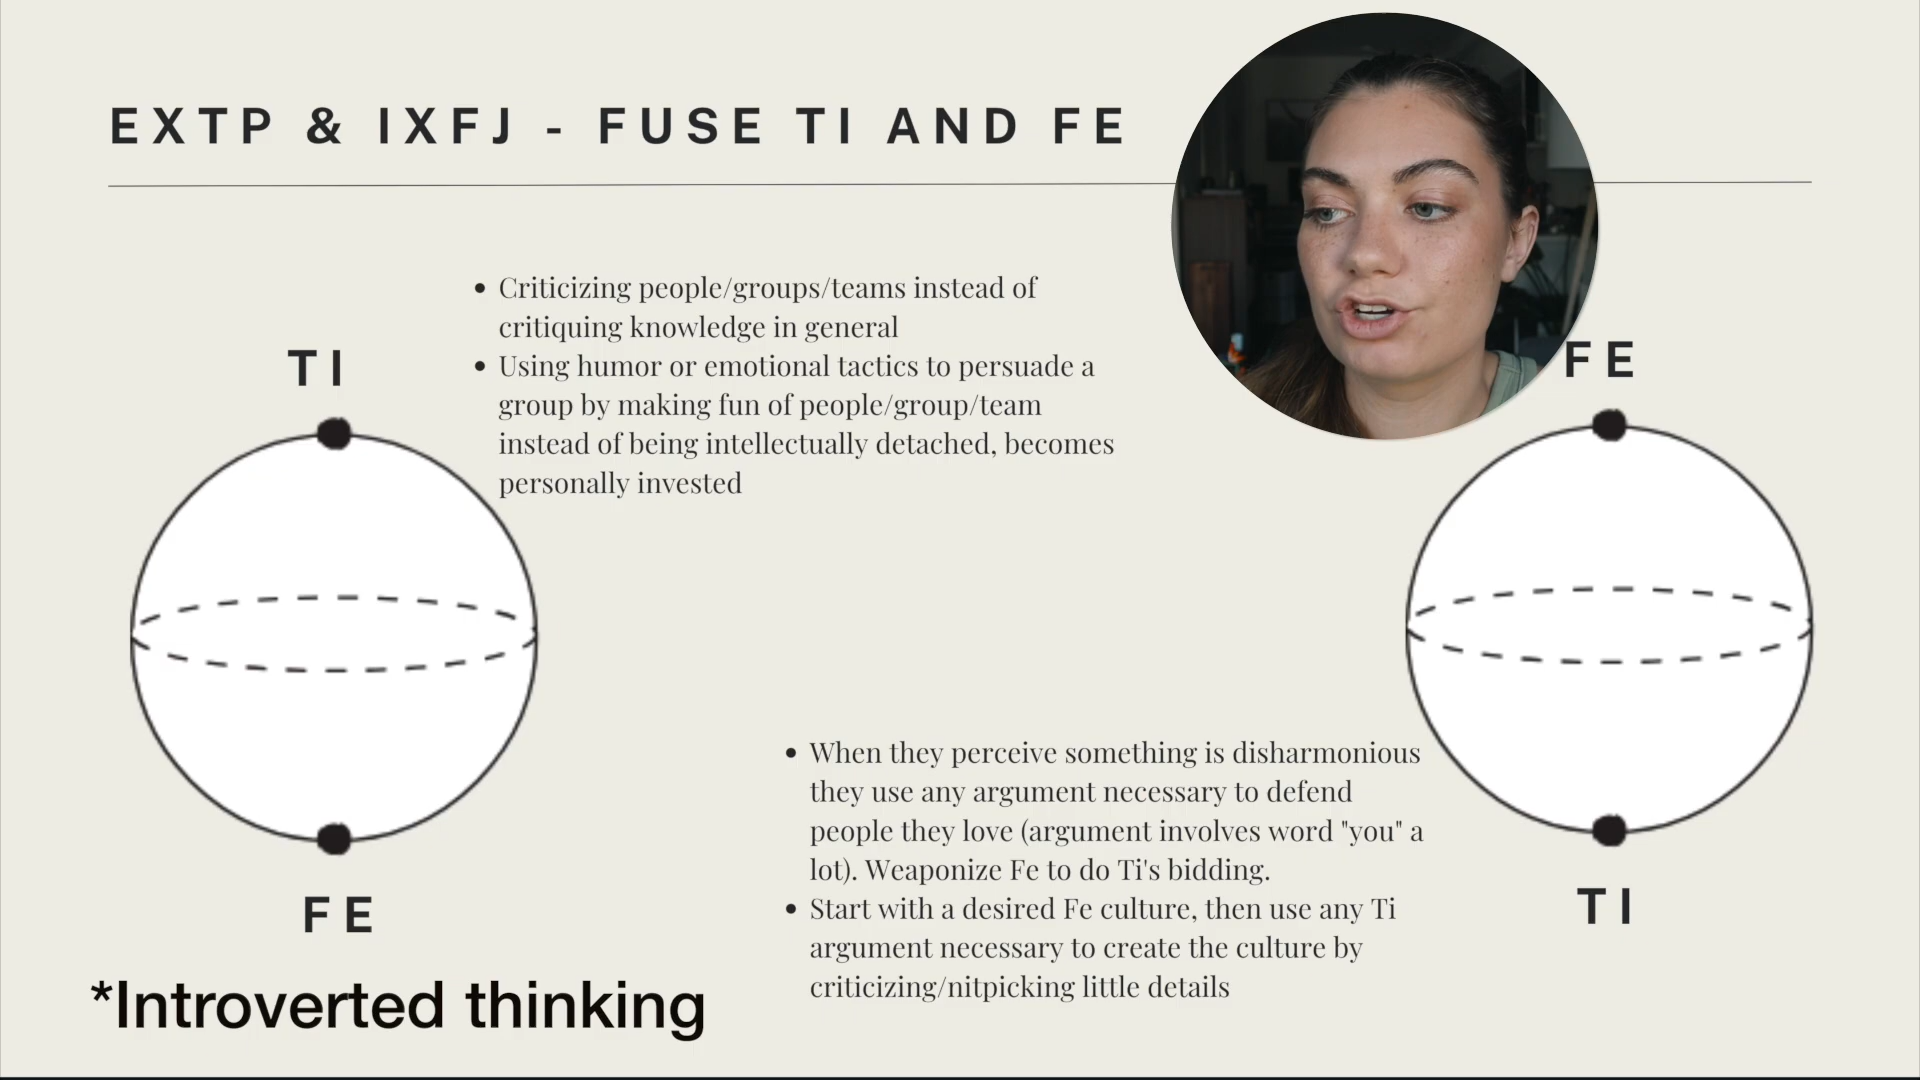 EXTP & IXFJ - FUSE TI AND FE
• Criticizing people/groups/teams instead of
critiquing knowledge in general
• Using humor or emotional tactics to persuade a
group by making fun of people/group/team
instead of being intellectually detached, becomes
personally invested
TI
FE
FE
TI
• When they perceive something is disharmonious
they use any argument necessary to defend
people they love (argument involves word "you" a
lot). Weaponize Fe to do Ti's bidding.
• Start with a desired Fe culture, then use any Ti
argument necessary to create the culture by
criticizing/nitpicking little details
*Introverted thinking